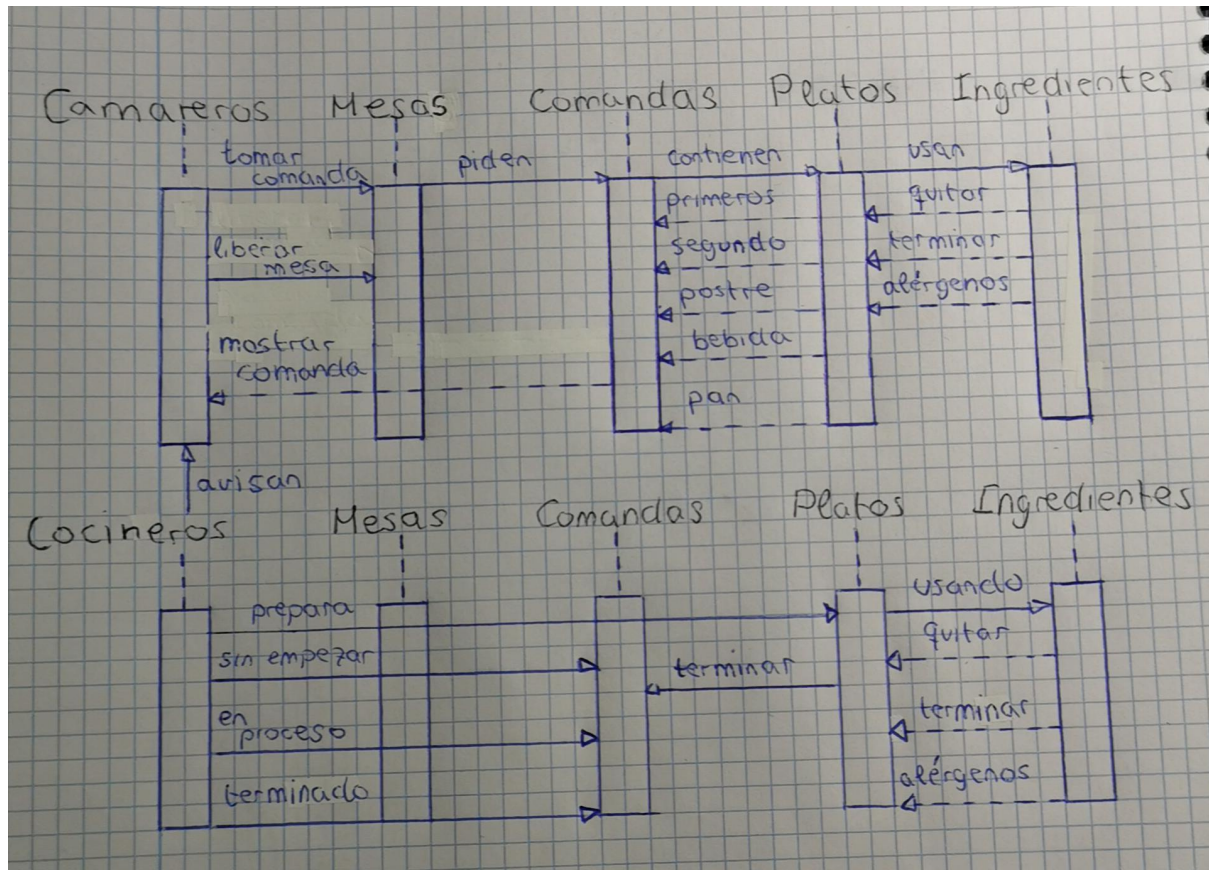 Camareros Mesas Comandas Platos Ingredientes
tomar
comanda
piden
contienen
usan
primeros
quitar
segundo
terminar
liberar
mesa
postre
alérgenos
bebida
mostrar
comanda
pan
avisan
Cocineros Mesas Comandas Platos Ingredientes
prepara
usando
quitar
sin empezar
terminar
en
proceso
terminar
terminado
alérgenos